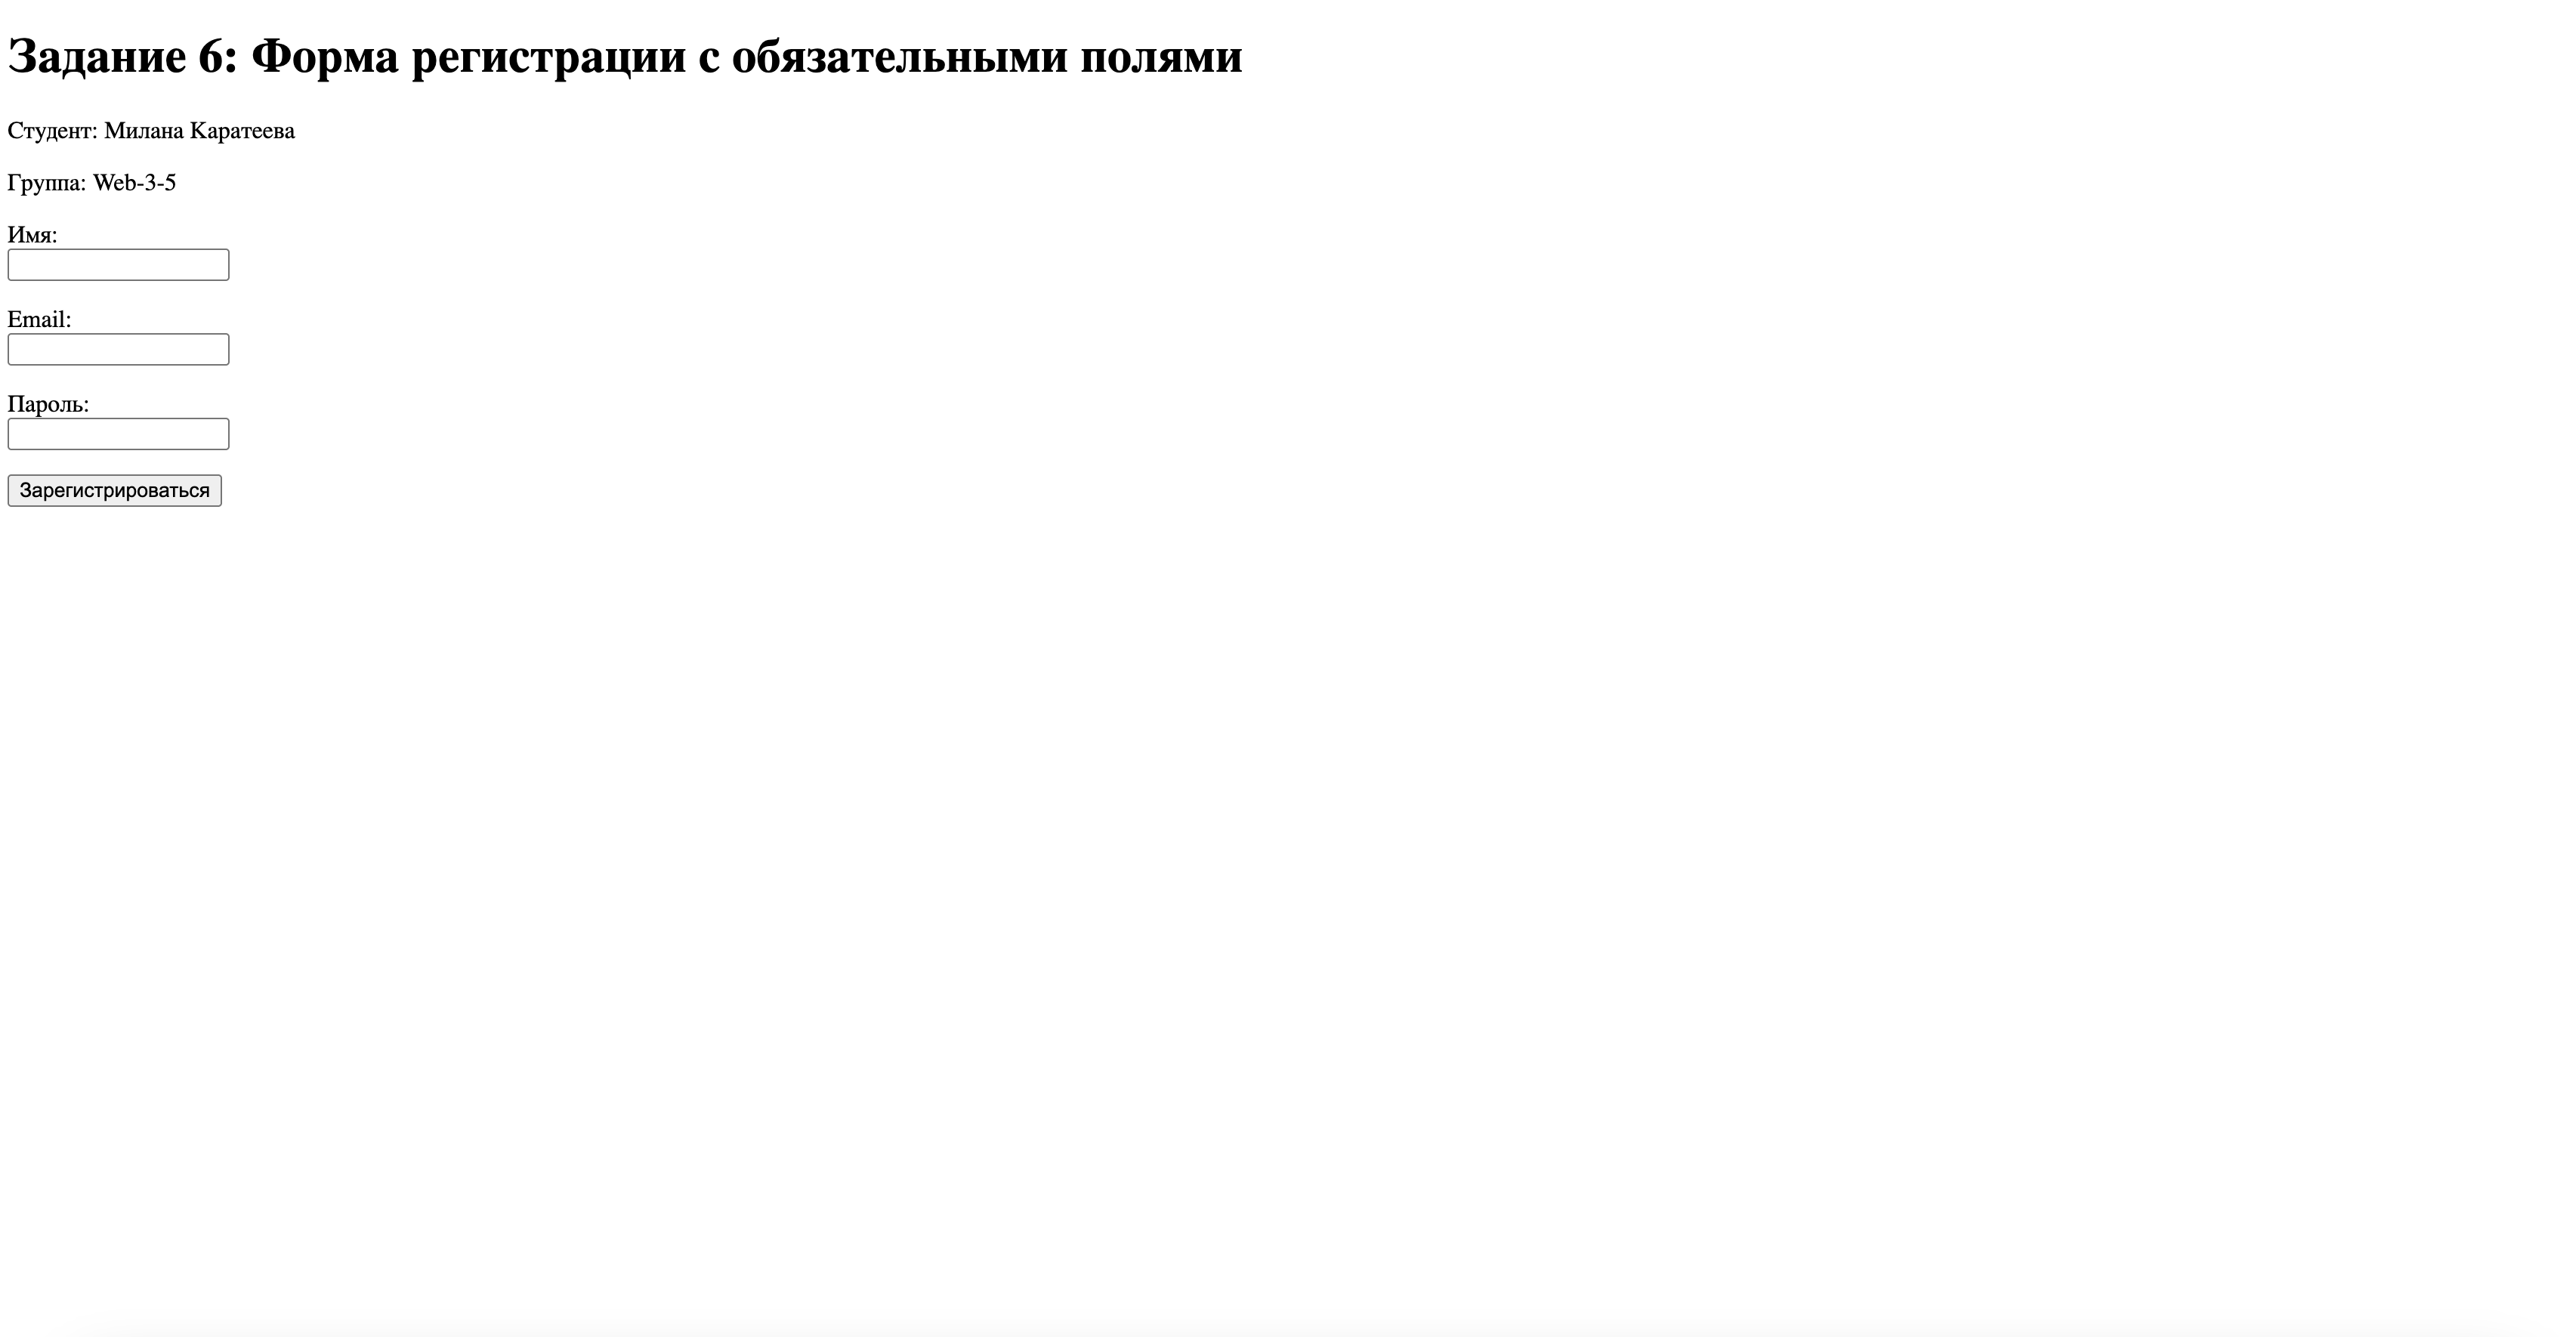 Задание 6: Форма регистрации с обязательными полями
Студент: Милана Каратеева
Группа: Web-3-5
Имя:
Email:
Пароль:
Зарегистрироваться